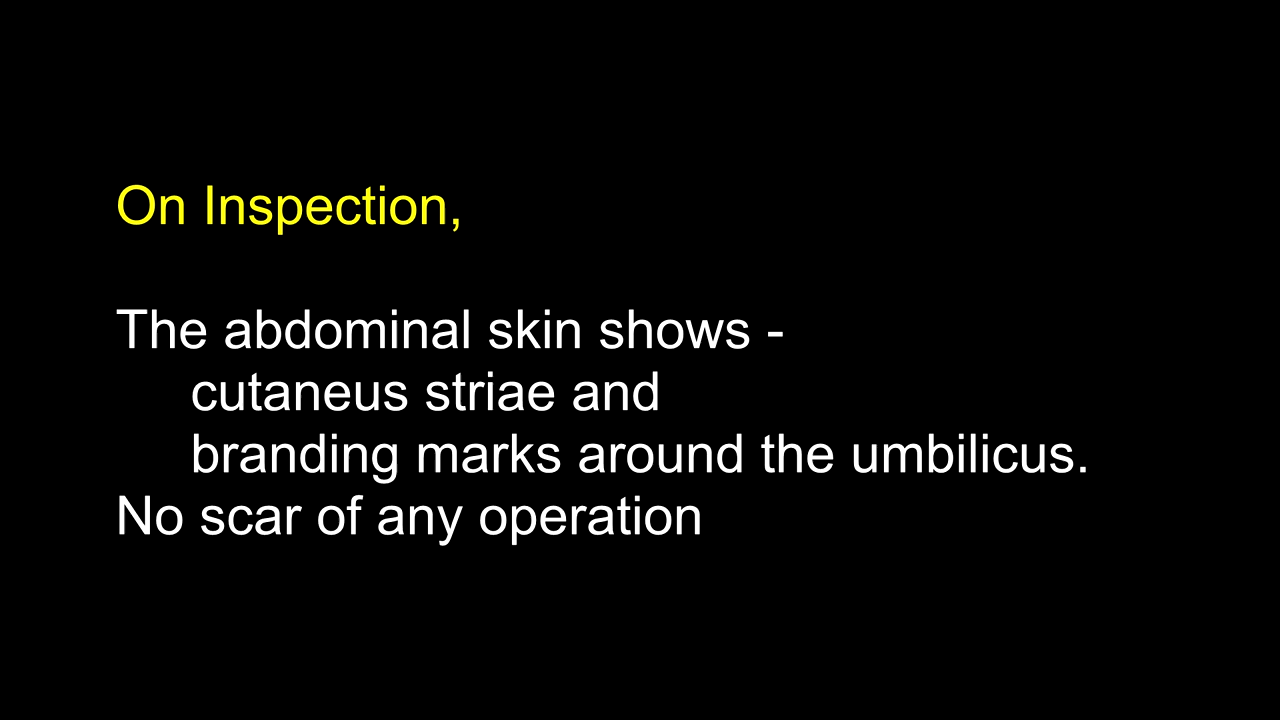 On Inspection,
The abdominal skin shows -
cutaneus striae and
branding marks around the umbilicus.
No scar of any operation